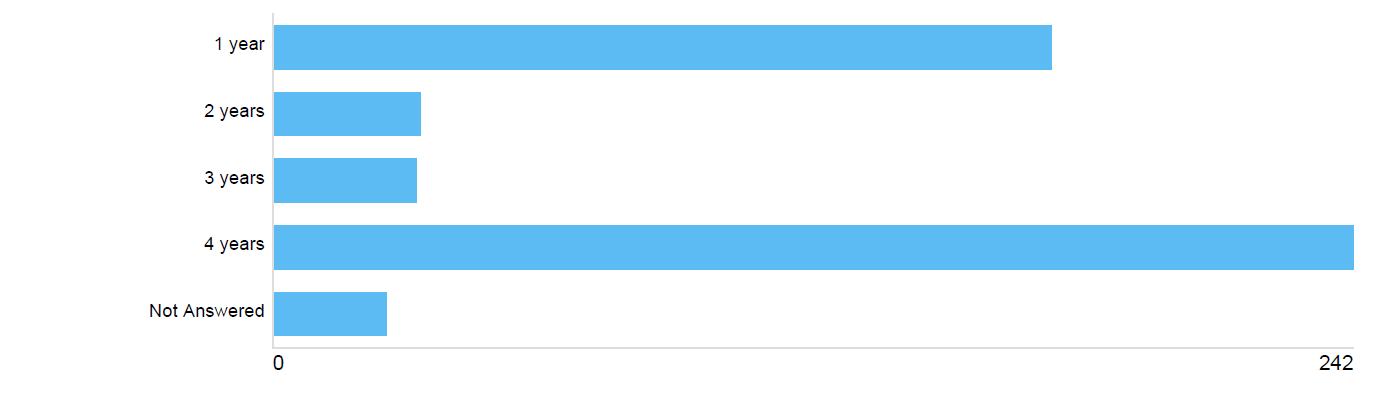 1 year
2 years
3 years
4 years
Not Answered
0 242